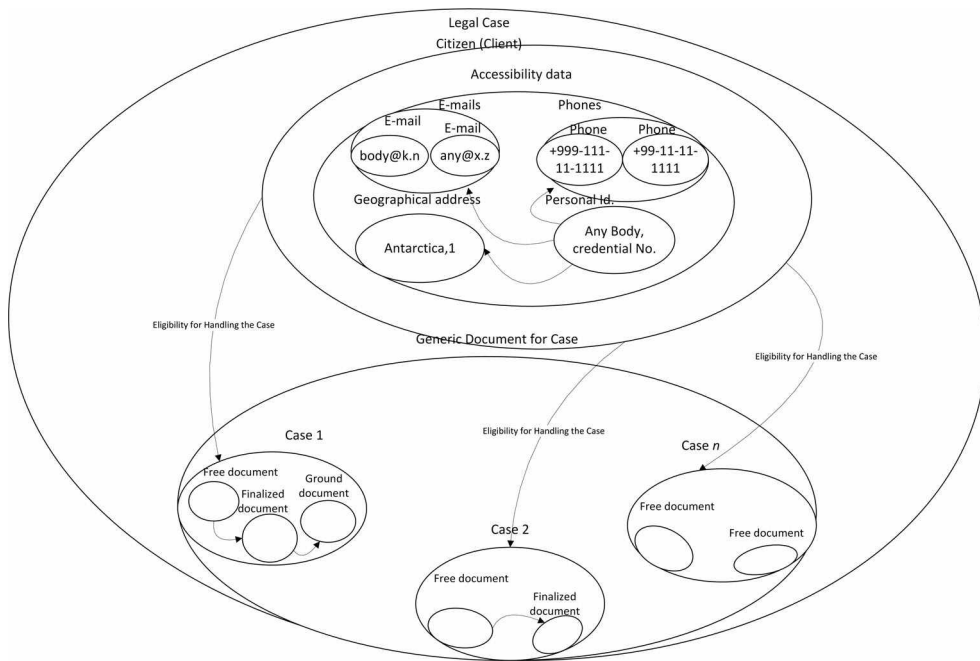 Legal Case
Citizen (Client)
Accessibility data
E-mails
Phones
E-mail
E-mail
Phone
Phone
body@k.n
any@x.z
+999-111-
11-1111
+99-11-11-
1111
Geographical address
Personal Id.
Antarctica,1
Any Body,
credential No.
Eligibility for Handling the Case
Generic Document for Case
Eligibility for Handling the Case
Eligibility for Handling the Case
Case 1
Free document
Finalized
document
Ground
document
Case 2
Free document
Finalized
document
Case n
Free document
Free document